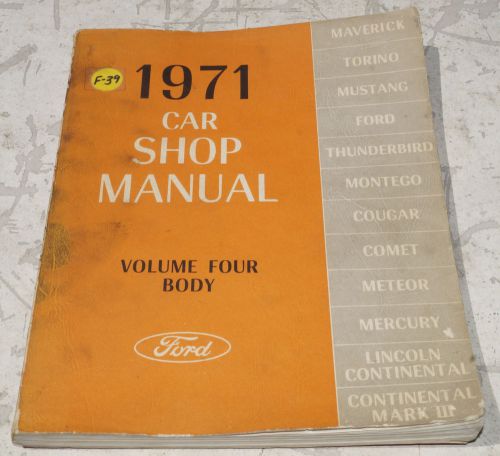 F-39
1971
CAR
SHOP
MANUAL
VOLUME FOUR
BODY
Ford
MAVERICK
TORINO
MUSTANG
FORD
THUNDERBIRD
MONTEGO
COUGAR
COMET
METEOR
MERCURY
LINCOLN
CONTINENTAL
CONTINENTAL
MARK III